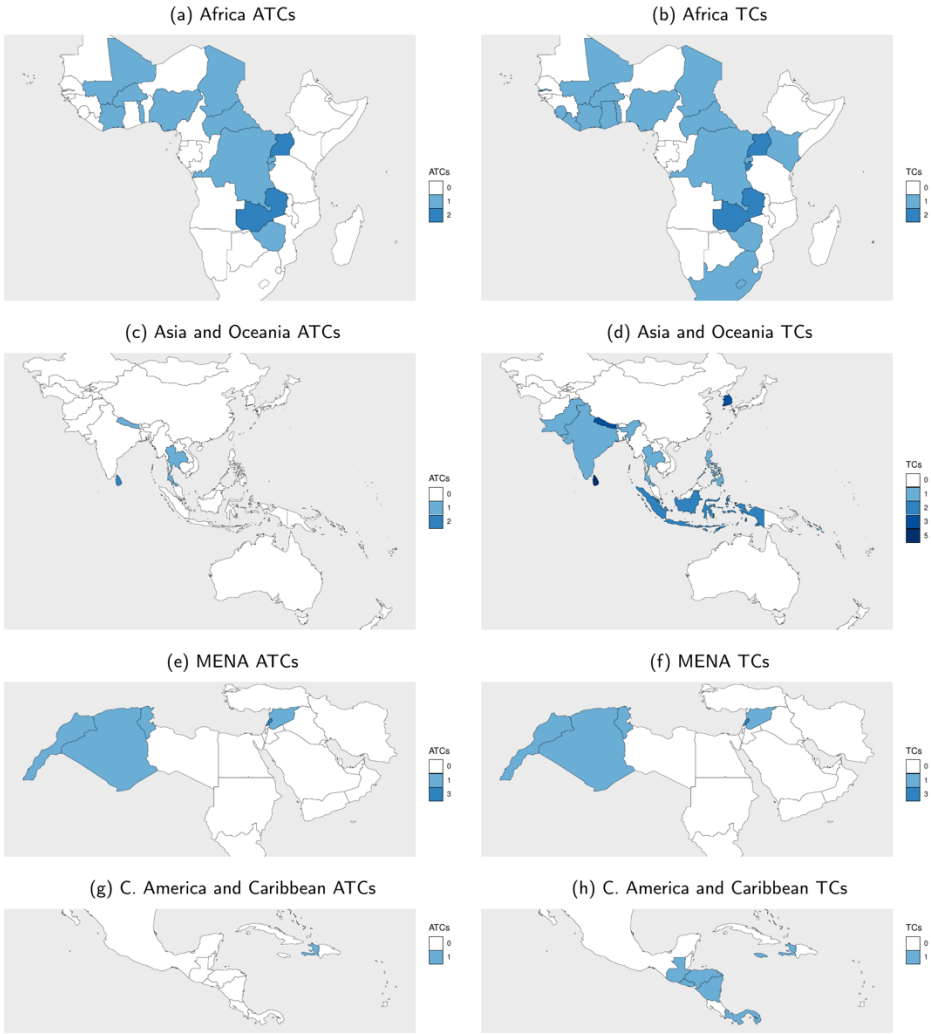 (a) Africa ATCs
(b) Africa TCs
ATCs
0
1
2
TCs
0
1
2
(c) Asia and Oceania ATCs
(d) Asia and Oceania TCs
ATCs
0
1
2
TCs
0
1
2
3
5
(e) MENA ATCs
(f) MENA TCs
ATCs
0
1
3
TCs
0
1
3
(g) C. America and Caribbean ATCs
(h) C. America and Caribbean TCs
ATCs
0
1
TCs
0
1